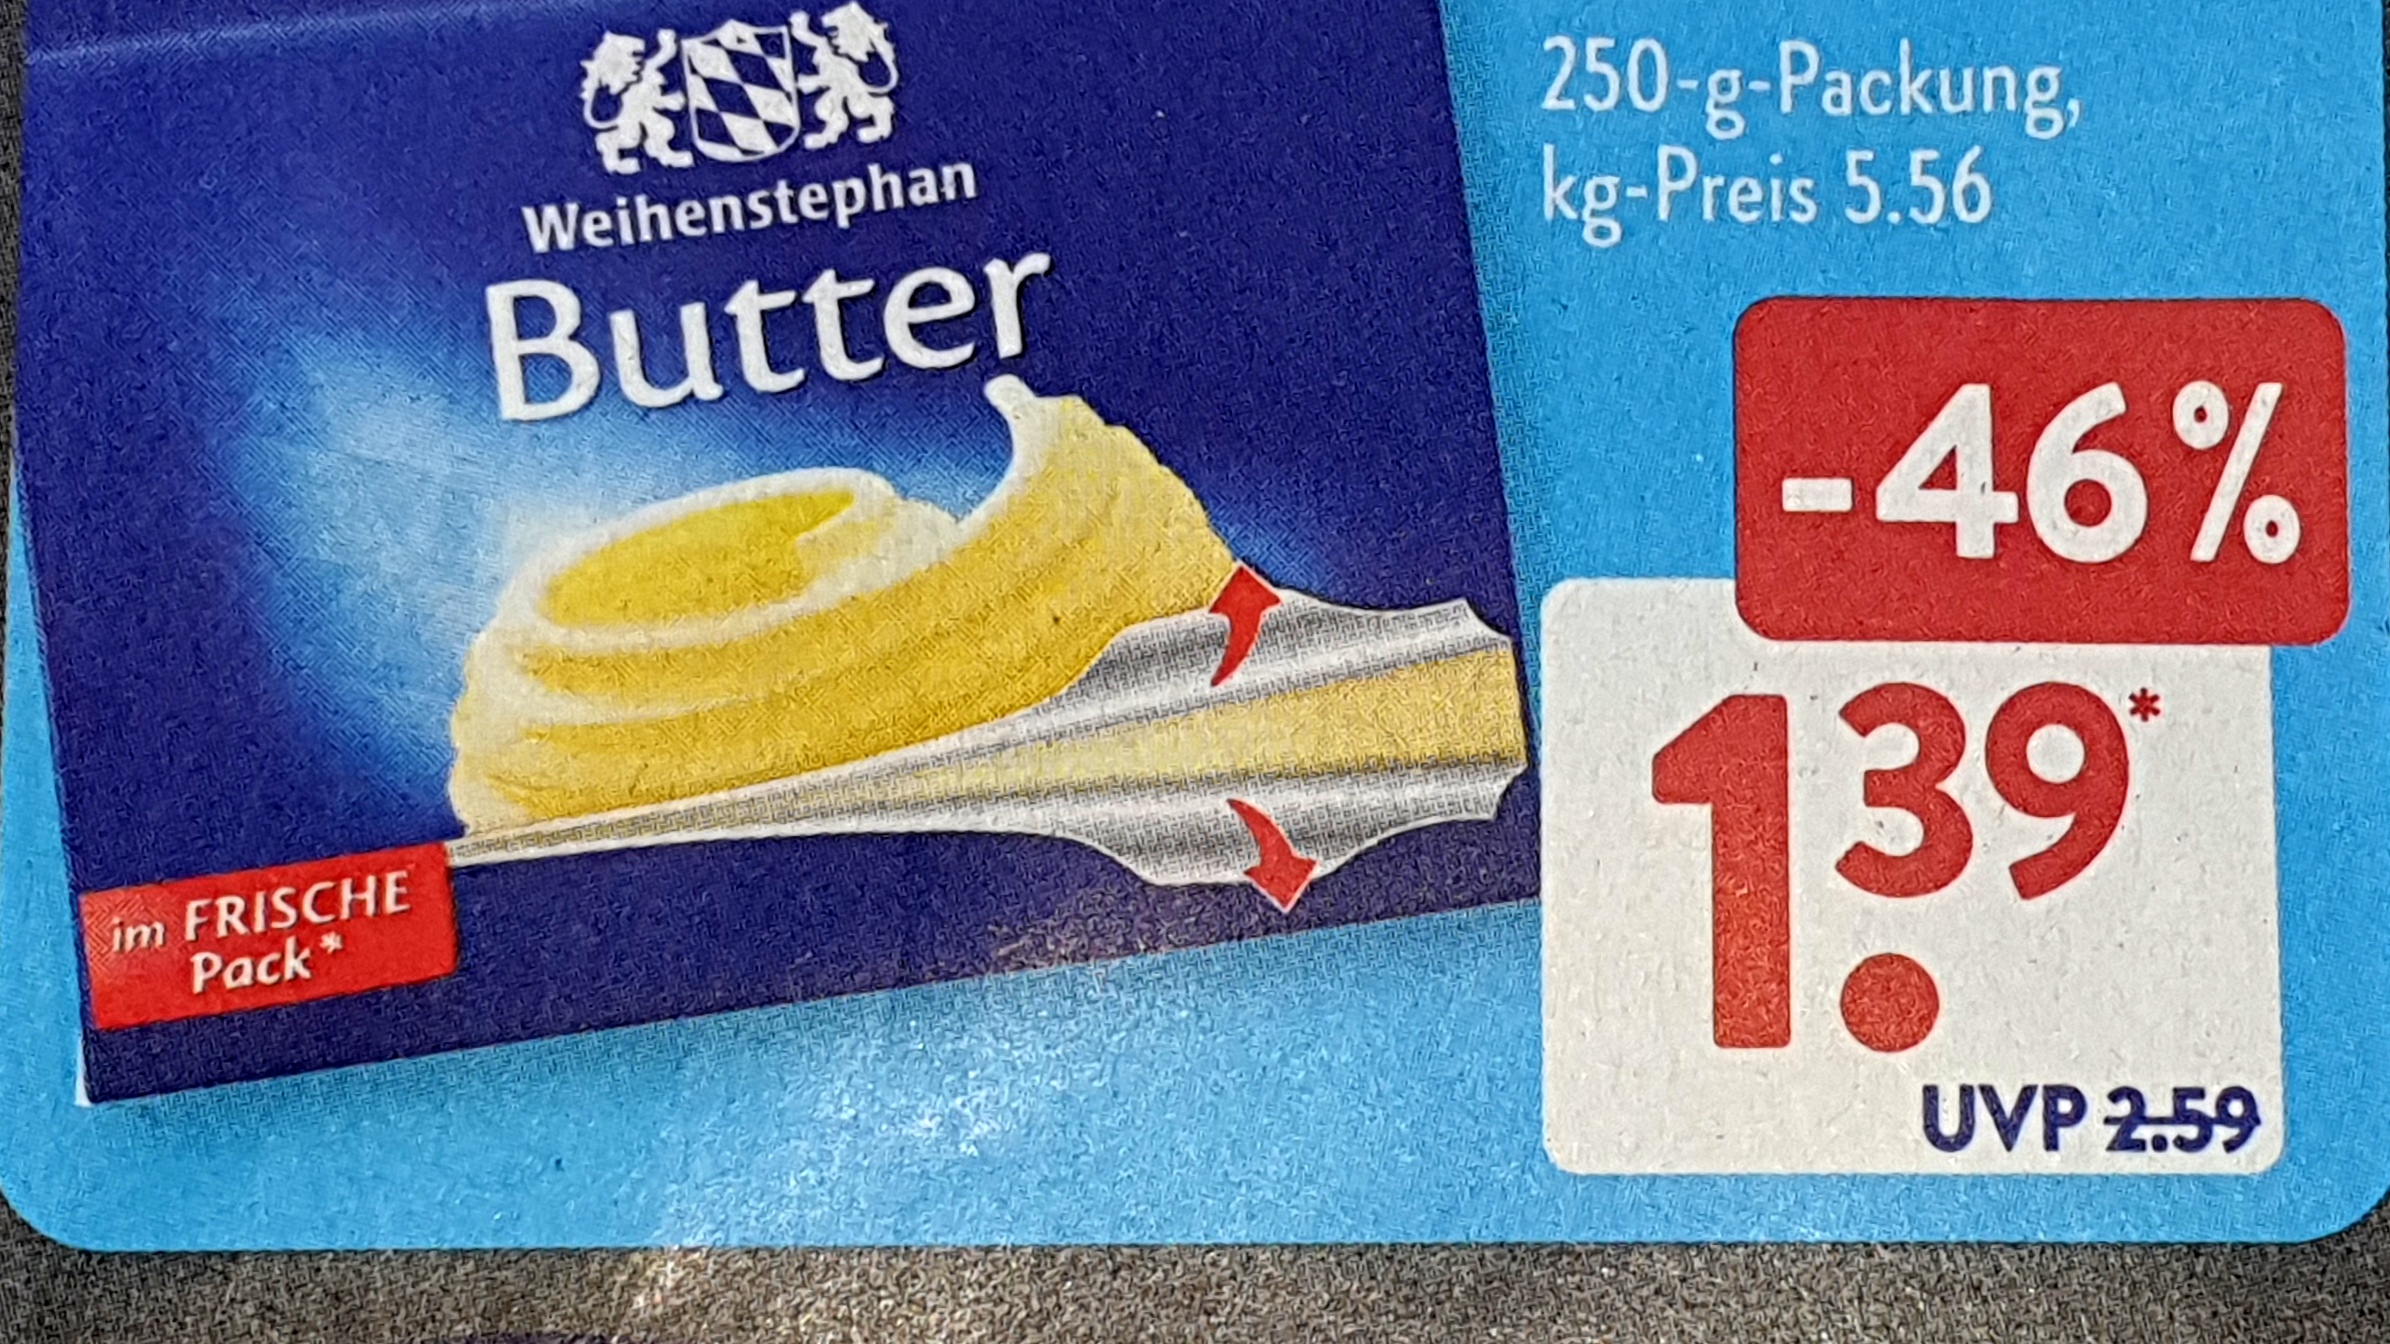 Weihenstephan
Butter
im FRISCHE
Pack*
250-g-Packung,
kg-Preis 5.56
-46%
1.39*
UVP 2.59